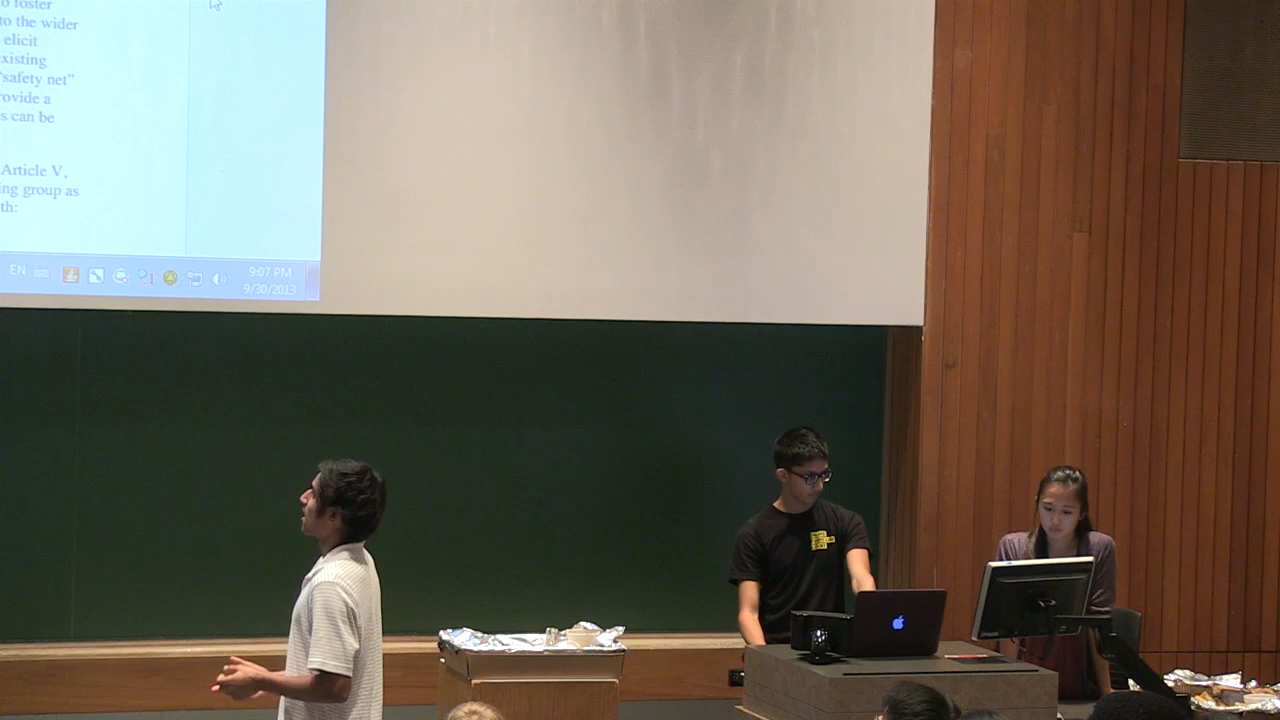 o foster
to the wider
elicit
xisting
"safety net"
rovide a
s can be
Article V,
ing group as
th:
EN
9:07 PM
9/30/2013